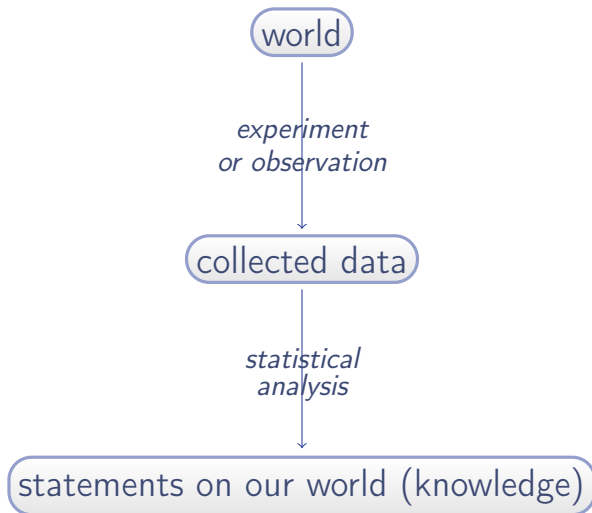 world
experiment
or observation
collected data
statistical
analysis
statements on our world (knowledge)